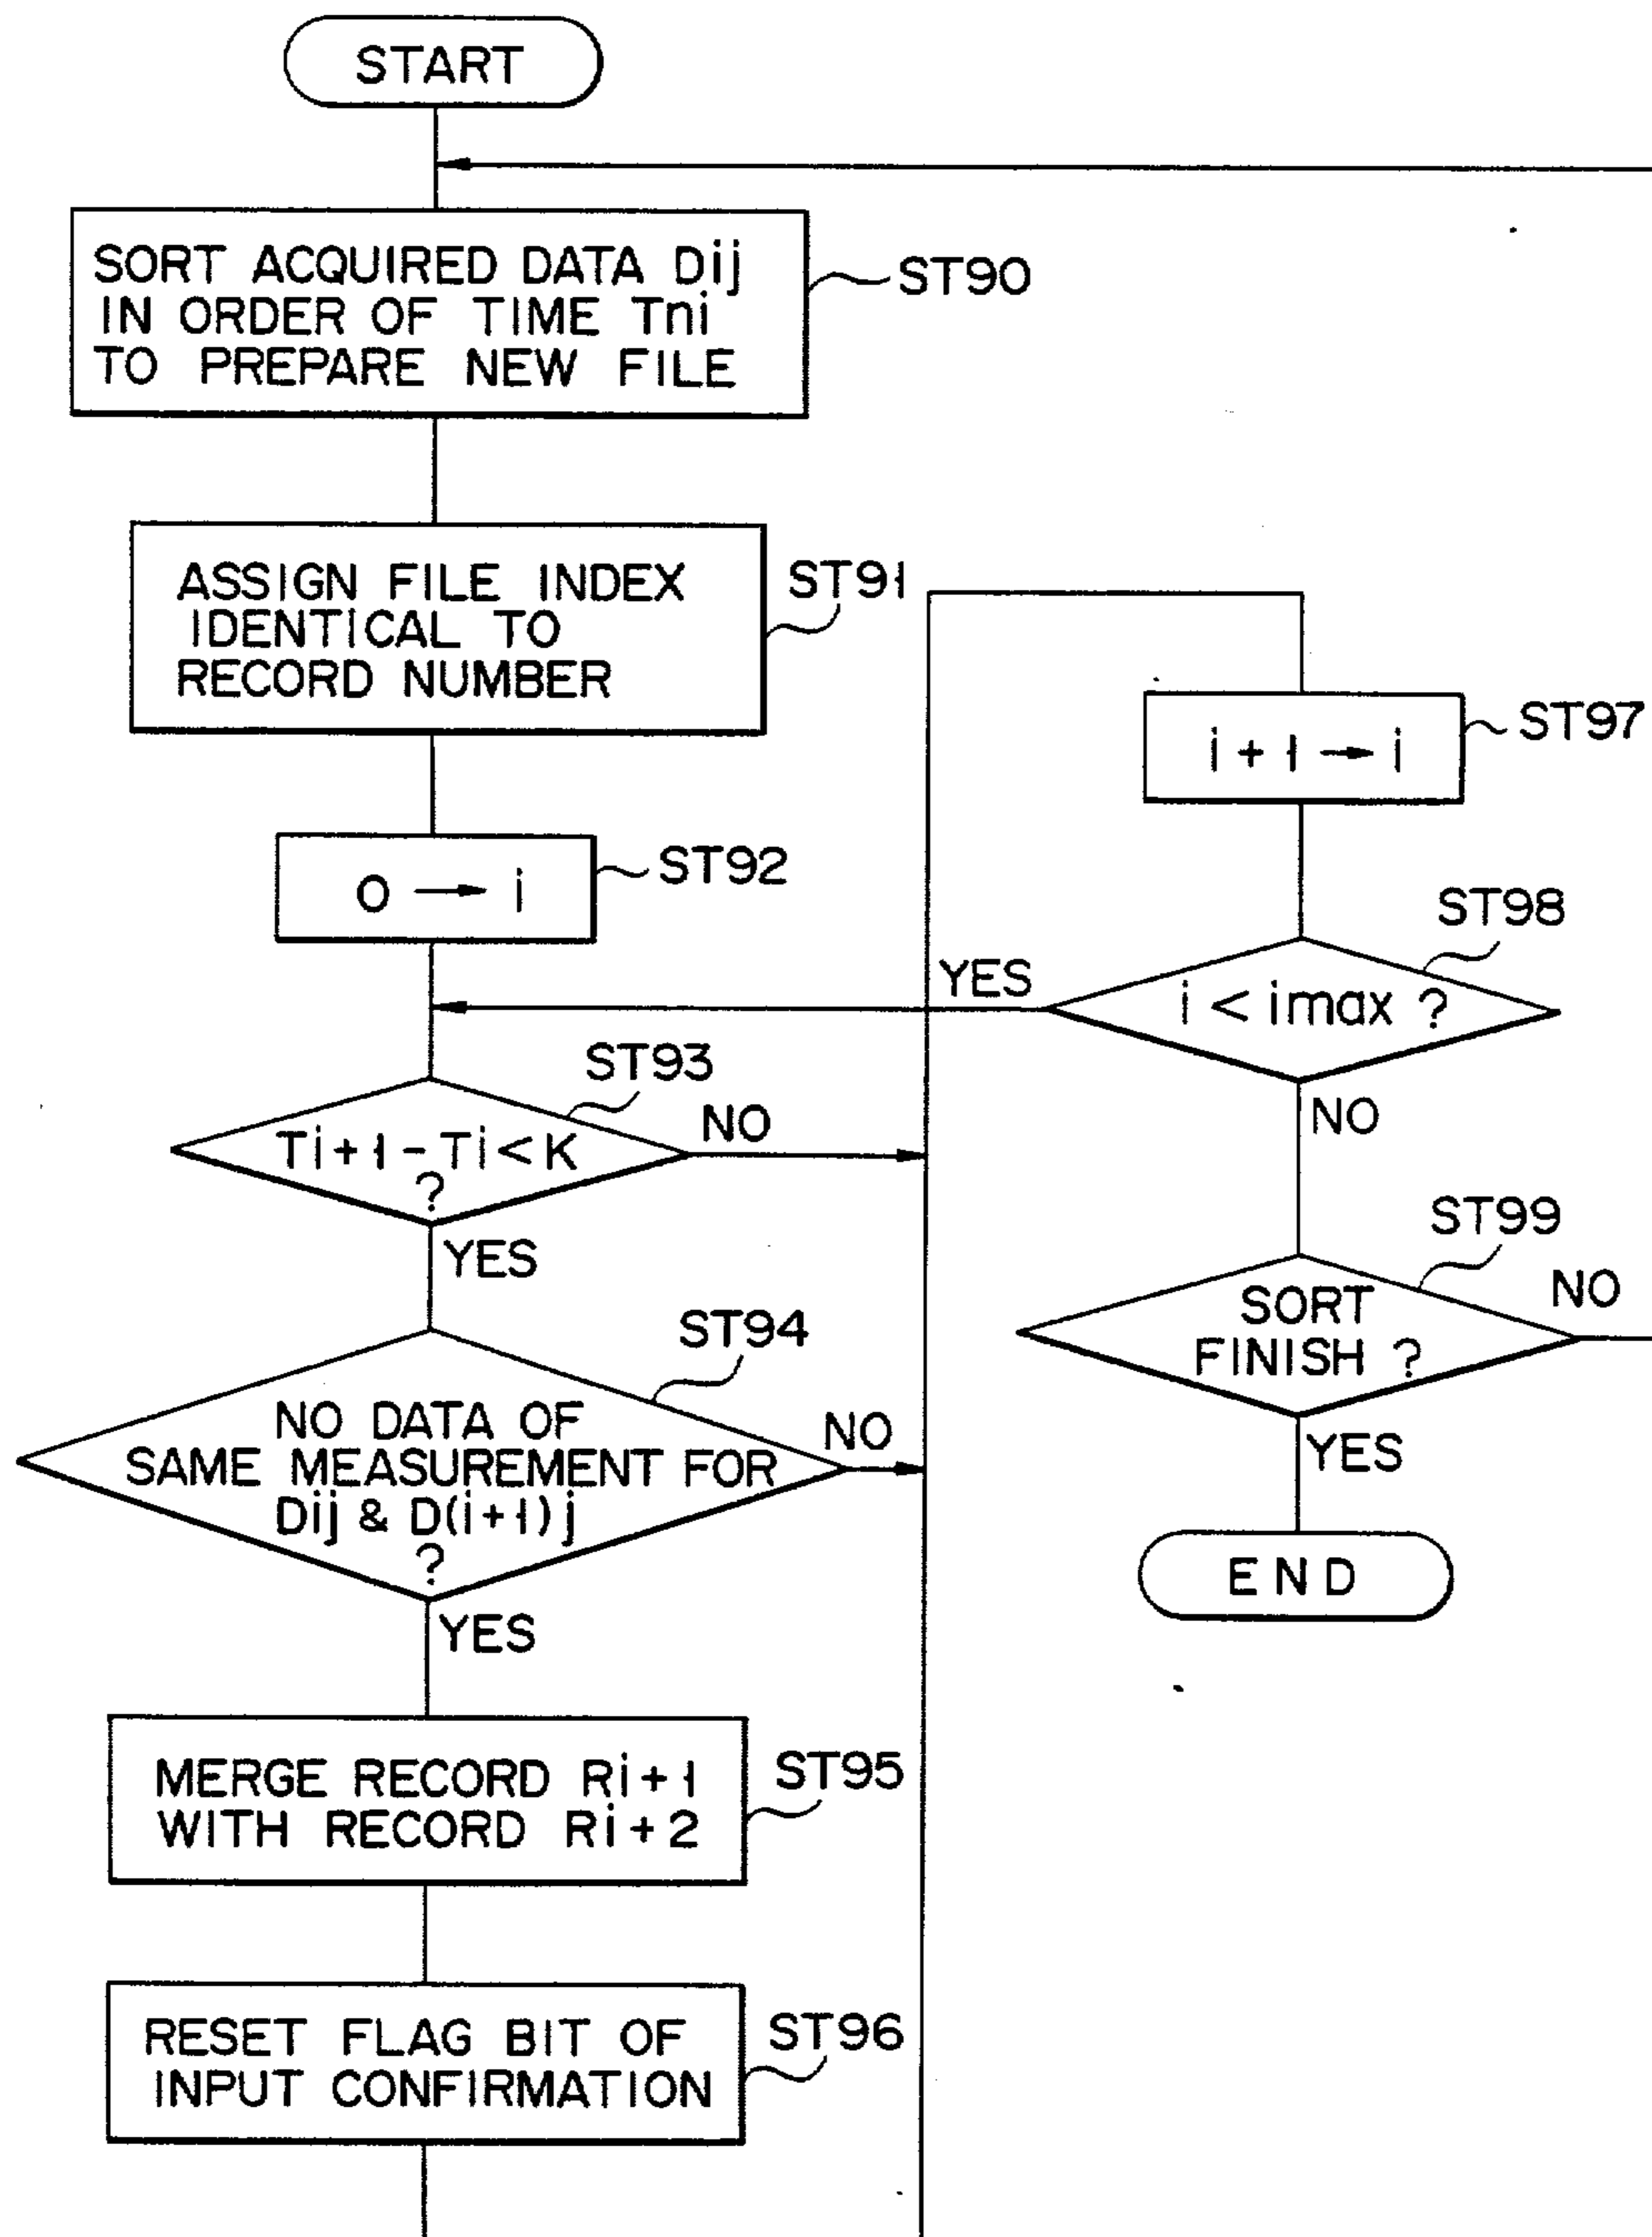 START
SORT ACQUIRED DATA Dij
IN ORDER OF TIME Tni
TO PREPARE NEW FILE
ST90
ASSIGN FILE INDEX
IDENTICAL TO
RECORD NUMBER
ST91
0 → i
ST92
Ti+1-Ti<K
?
ST93
NO
YES
NO DATA OF
SAME MEASUREMENT FOR
Dij & D(i+1)j
?
ST94
NO
YES
MERGE RECORD Ri+1
WITH RECORD Ri+2
ST95
RESET FLAG BIT OF
INPUT CONFIRMATION
ST96
i+1→i
ST97
i < imax ?
ST98
YES
NO
SORT
FINISH ?
ST99
NO
YES
END